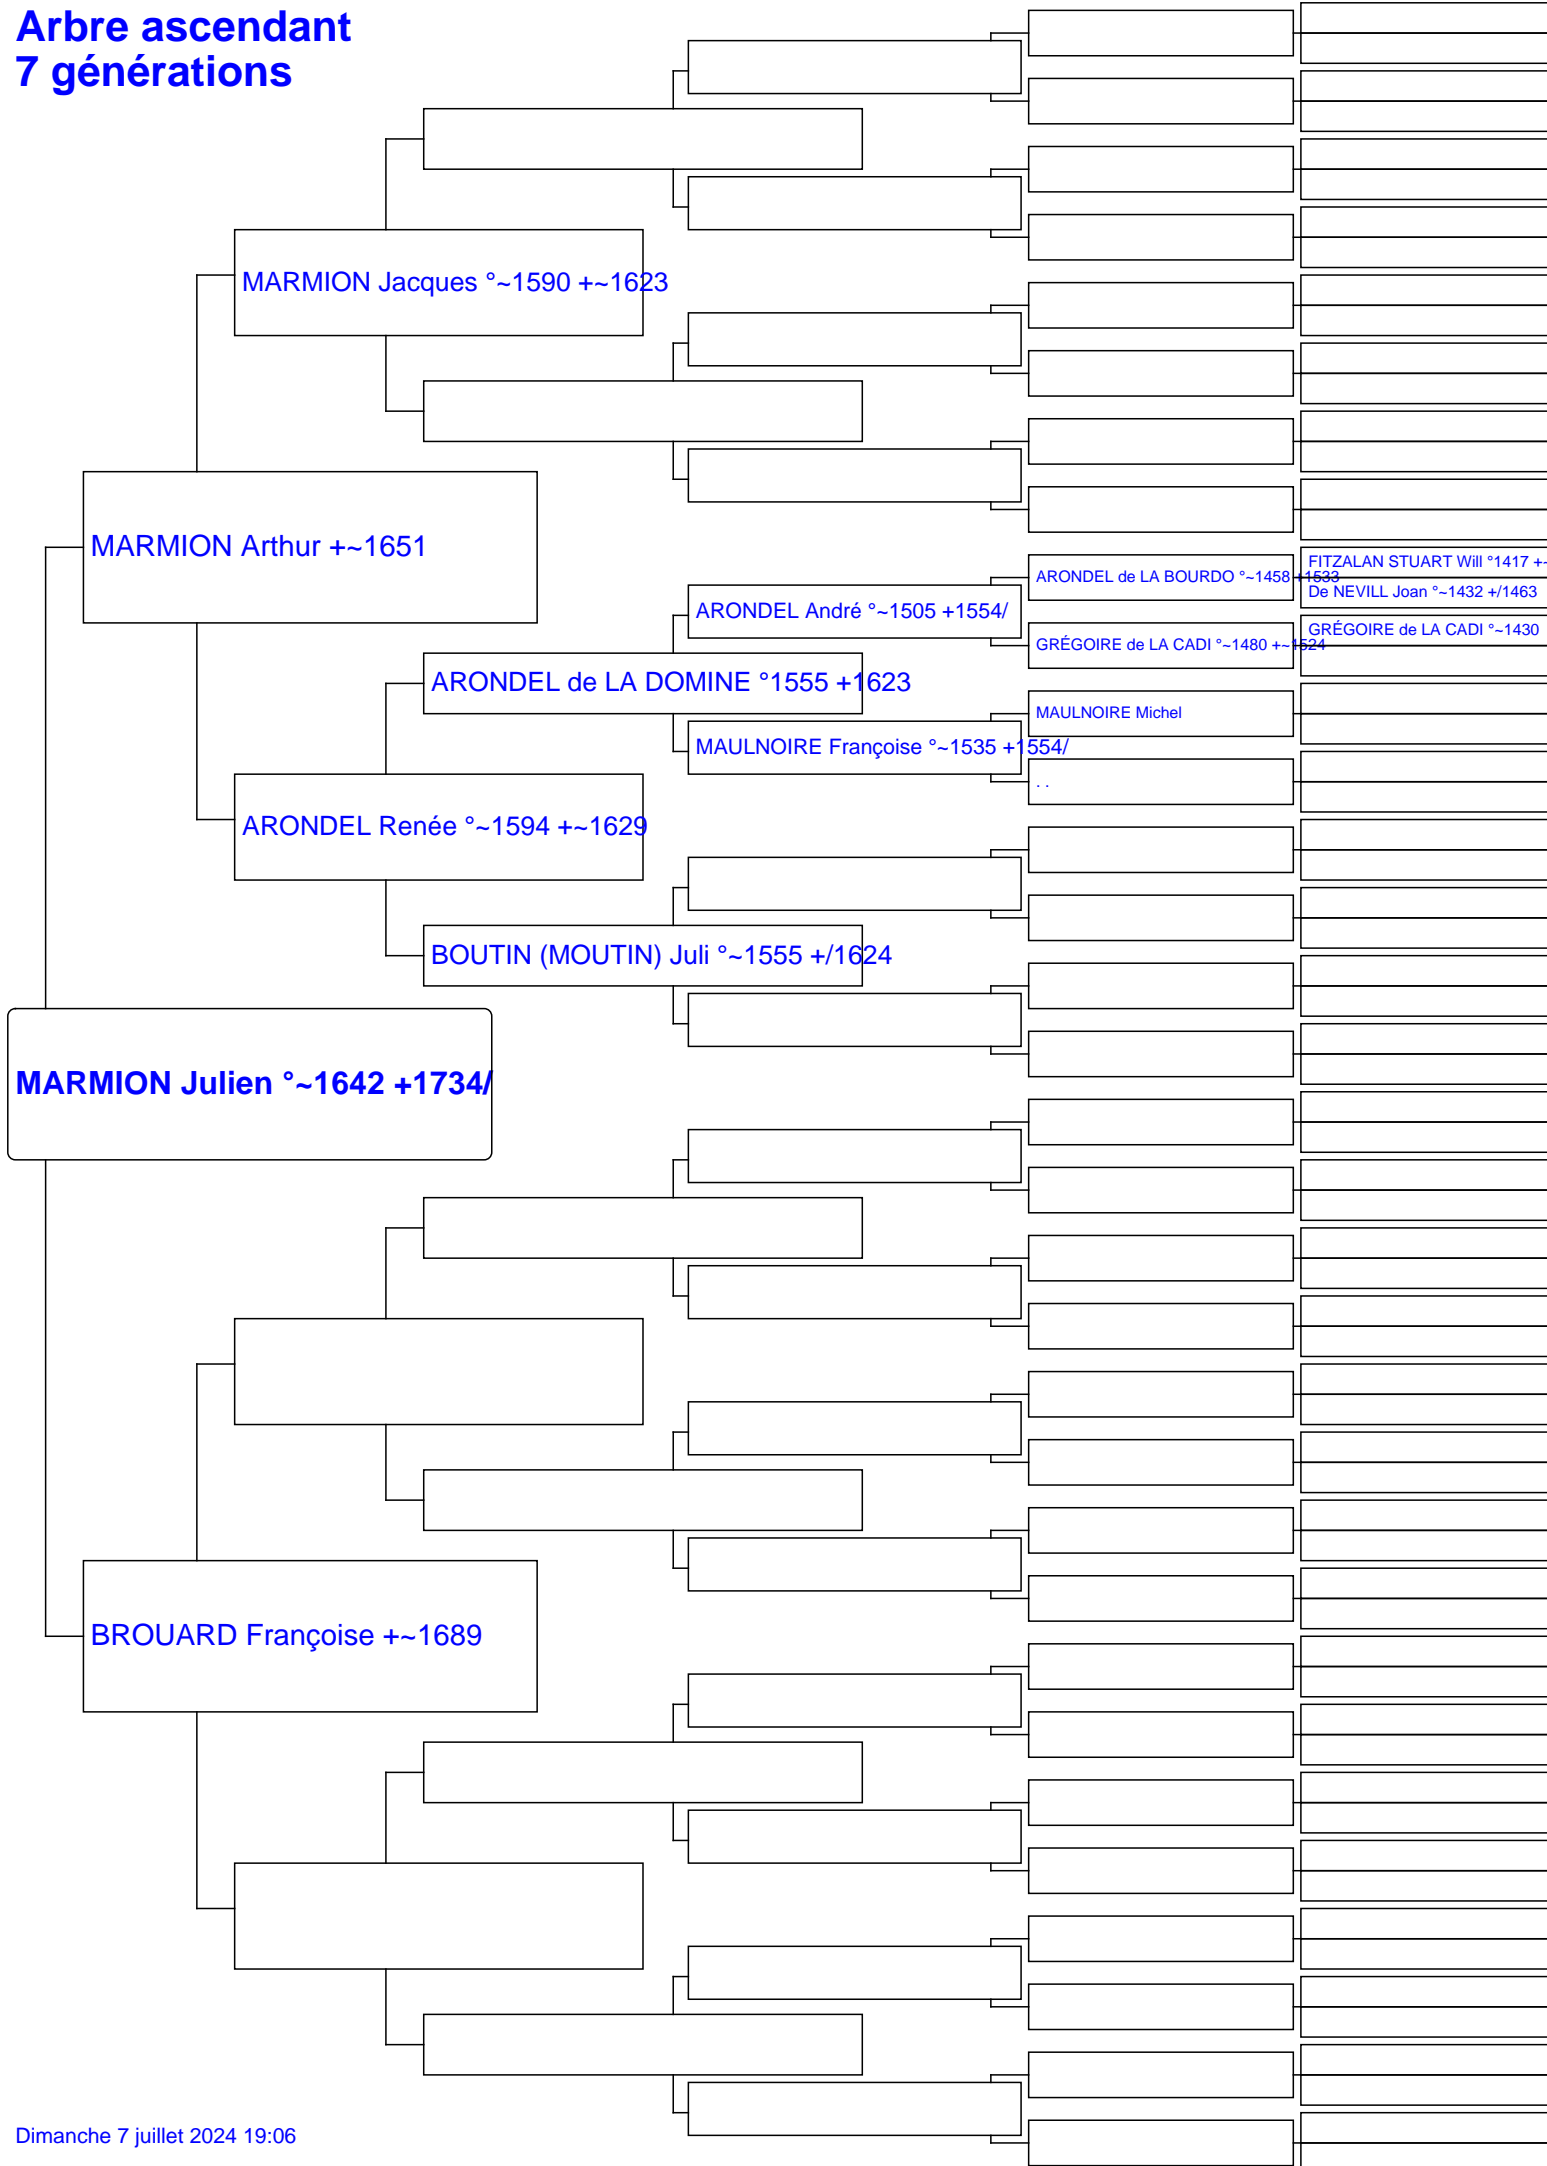 Arbre ascendant
7 générations
MARMION Jacques °~1590 +~1623
MARMION Arthur +~1651
FITZALAN STUART Will °1417 +~
ARONDEL de LA BOURDO °~1458 +1533
De NEVILL Joan °~1432 +/1463
ARONDEL André °~1505 +1554/
GRÉGOIRE de LA CADI °~1430
GRÉGOIRE de LA CADI °~1480 +~1524
ARONDEL de LA DOMINE °1555 +1623
MAULNOIRE Michel
MAULNOIRE Françoise °~1535 +1554/
. .
ARONDEL Renée °~1594 +~1629
BOUTIN (MOUTIN) Juli °~1555 +/1624
MARMION Julien °~1642 +1734/
BROUARD Françoise +~1689
Dimanche 7 juillet 2024 19:06